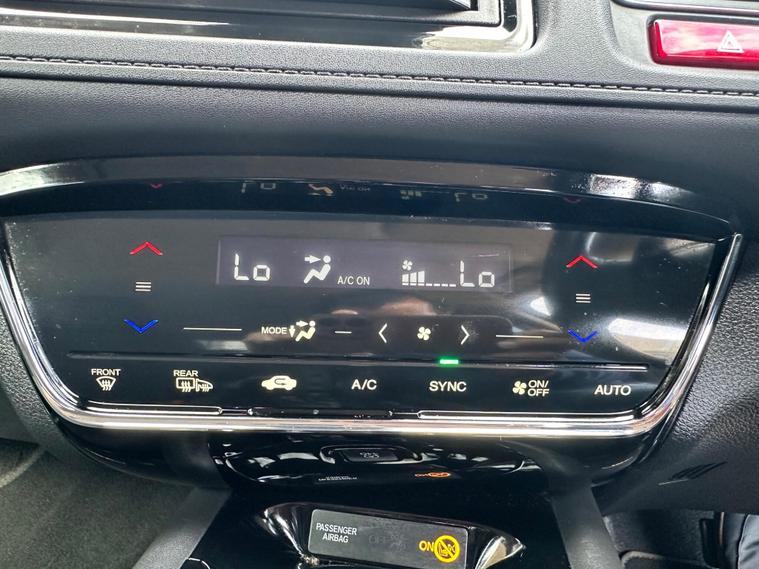 Lo A/C ON Lo
MODE
FRONT REAR A/C SYNC ON/ OFF AUTO
PASSENGER
AIRBAG
ON